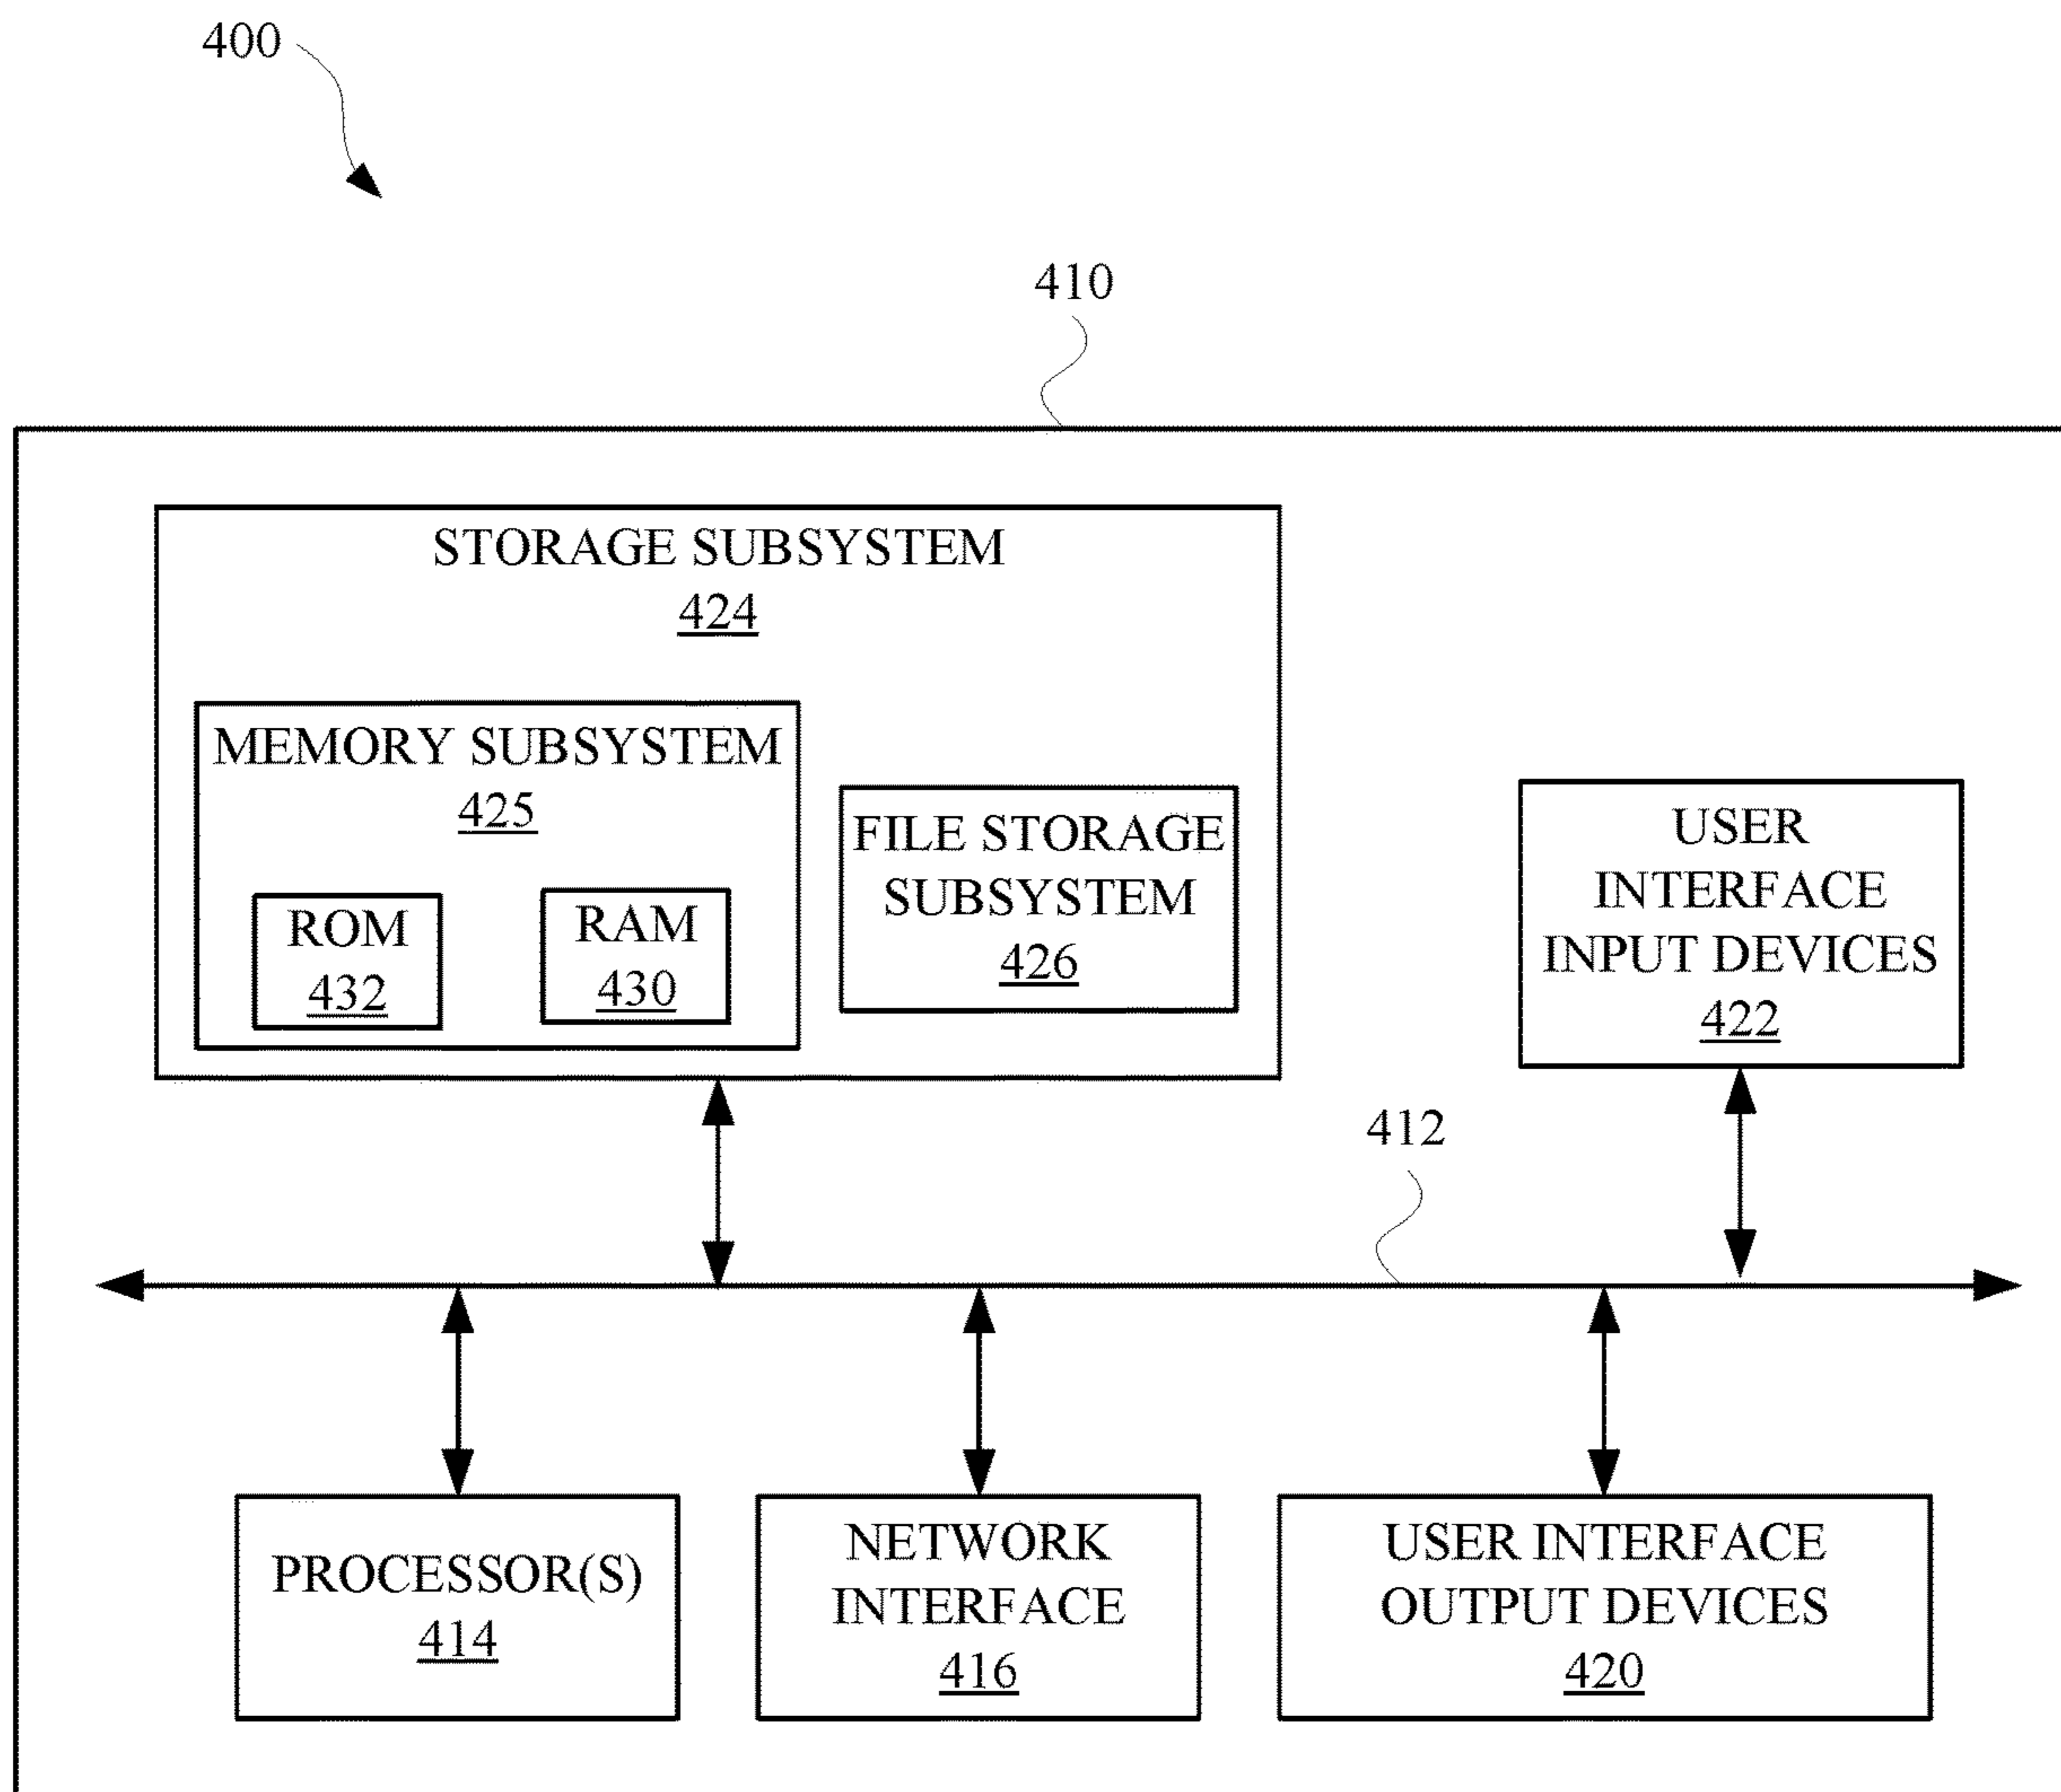 400
410
STORAGE SUBSYSTEM
424
MEMORY SUBSYSTEM
425
ROM
432
RAM
430
FILE STORAGE
SUBSYSTEM
426
USER
INTERFACE
INPUT DEVICES
422
412
PROCESSOR(S)
414
NETWORK
INTERFACE
416
USER INTERFACE
OUTPUT DEVICES
420